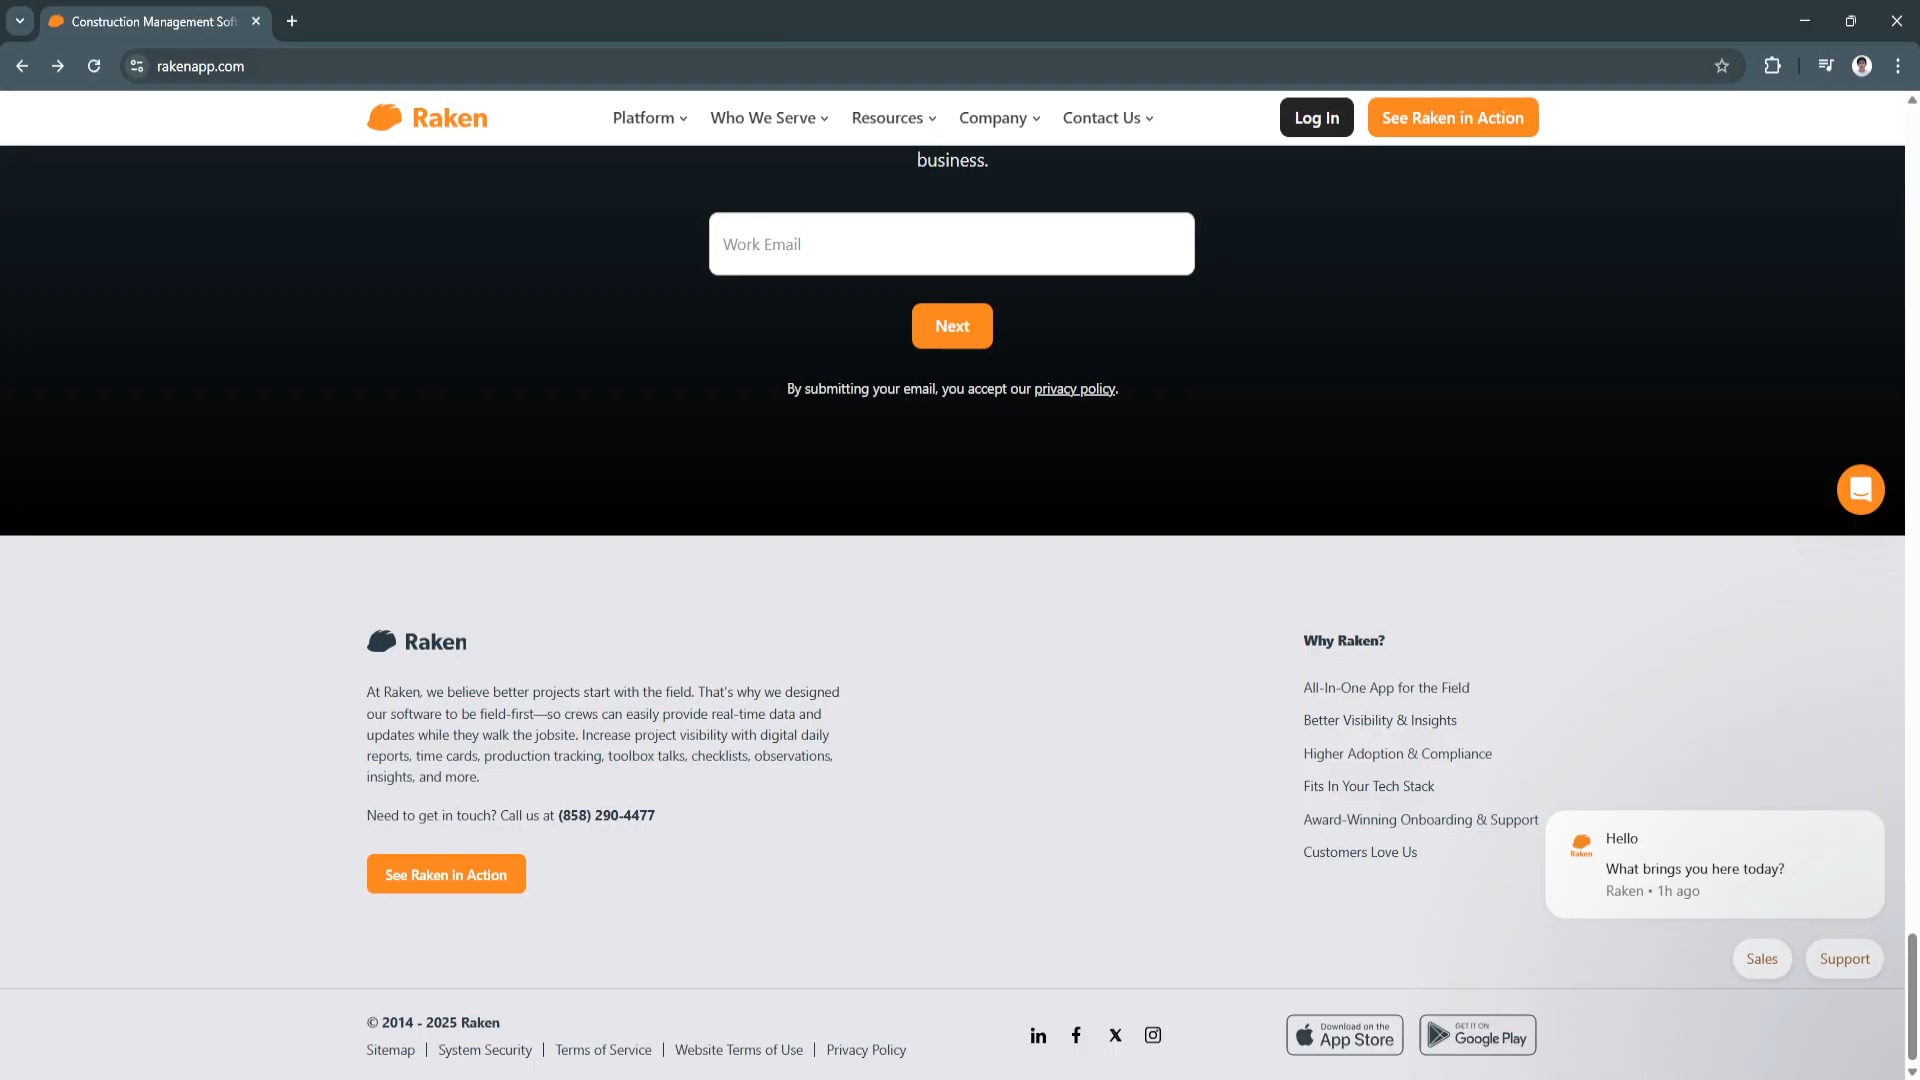 Construction Management Soft
rakenapp.com
Raken
Platform
Who We Serve
Resources
Company
Contact Us
Log In
See Raken in Action
business.
Work Email
Next
By submitting your email, you accept our privacy policy.
Raken
At Raken, we believe better projects start with the field. That's why we designed
our software to be field-first—so crews can easily provide real-time data and
updates while they walk the jobsite. Increase project visibility with digital daily
reports, time cards, production tracking, toolbox talks, checklists, observations,
insights, and more.
Need to get in touch? Call us at (858) 290-4477
See Raken in Action
Why Raken?
All-In-One App for the Field
Better Visibility & Insights
Higher Adoption & Compliance
Fits In Your Tech Stack
Award-Winning Onboarding & Support
Customers Love Us
Raken
Hello
What brings you here today?
Raken • 1h ago
Sales
Support
© 2014 - 2025 Raken
Sitemap | System Security | Terms of Service | Website Terms of Use | Privacy Policy
Download on the
App Store
GET IT ON
Google Play